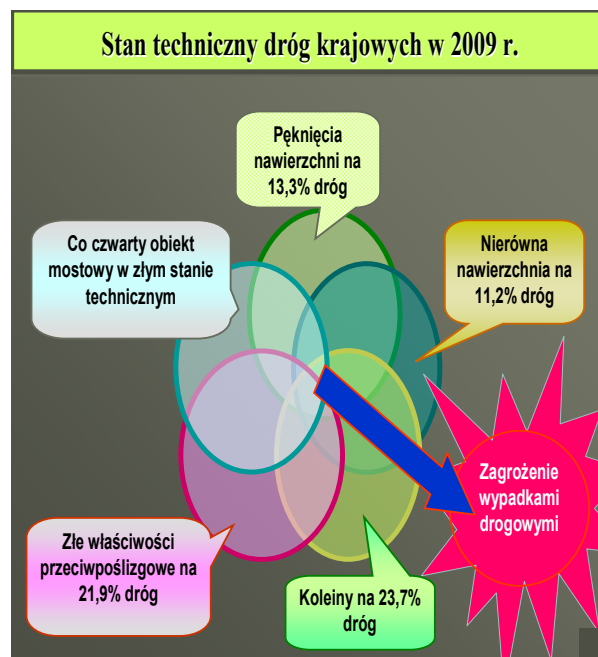 Stan techniczny dróg krajowych w 2009 r.
Pęknięcia
nawierzchni na
13,3% dróg
Co czwarty obiekt
mostowy w złym stanie
technicznym
Nierówna
nawierzchnia na
11,2% dróg
Zagrożenie
wypadkami
drogowymi
Złe właściwości
przeciwpoślizgowe na
21,9% dróg
Koleiny na 23,7%
dróg